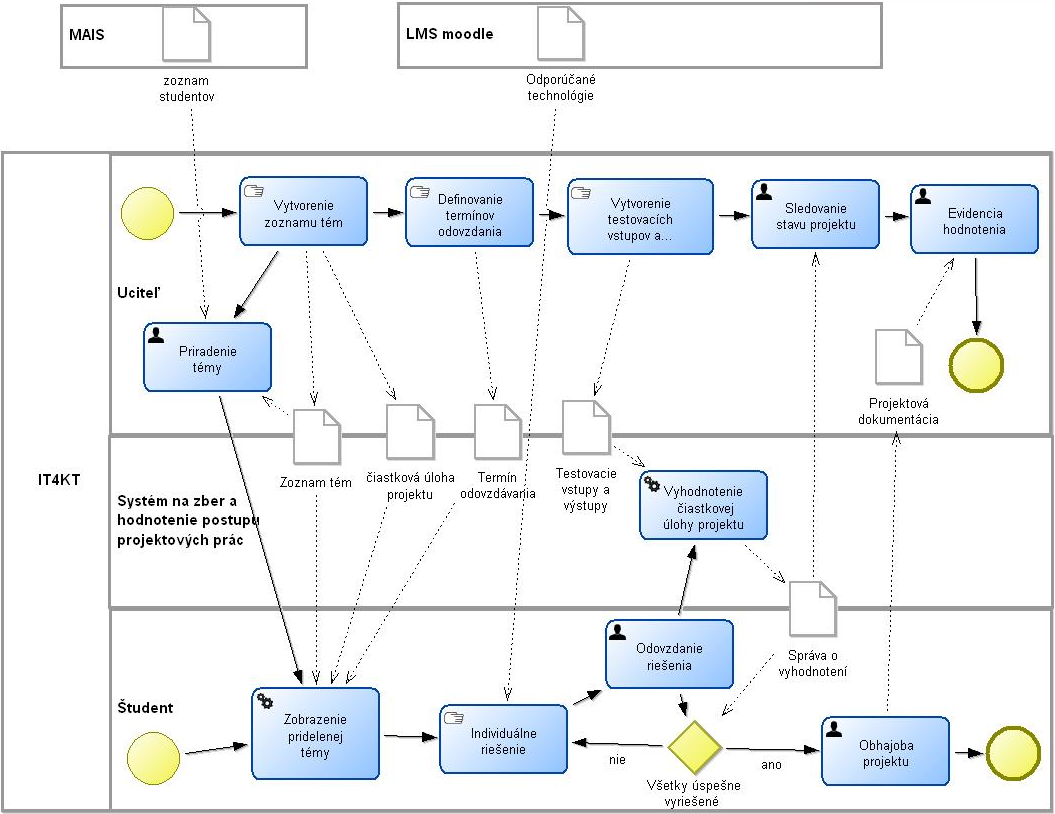 MAIS
LMS moodle
zoznam
studentov
Odporúčané
technológie
Vytvorenie
zoznamu tém
Definovanie
termínov
odovzdania
Vytvorenie
testovacích
vstupov a...
Sledovanie
stavu projektu
Evidencia
hodnotenia
Uciteľ
Priradenie
témy
Projektová
dokumentácia
Zoznam tém
čiastková úloha
projektu
Termín
odovzdávania
Testovacie
vstupy a
výstupy
IT4KT
Systém na zber a
hodnotenie postupu
projektových prác
Vyhodnotenie
čiastkovej
úlohy projektu
Odovzdanie
riešenia
Správa o
vyhodnotení
Študent
Zobrazenie
pridelenej
témy
Individuálne
riešenie
nie
ano
Všetky úspešne
vyriešené
Obhajoba
projektu